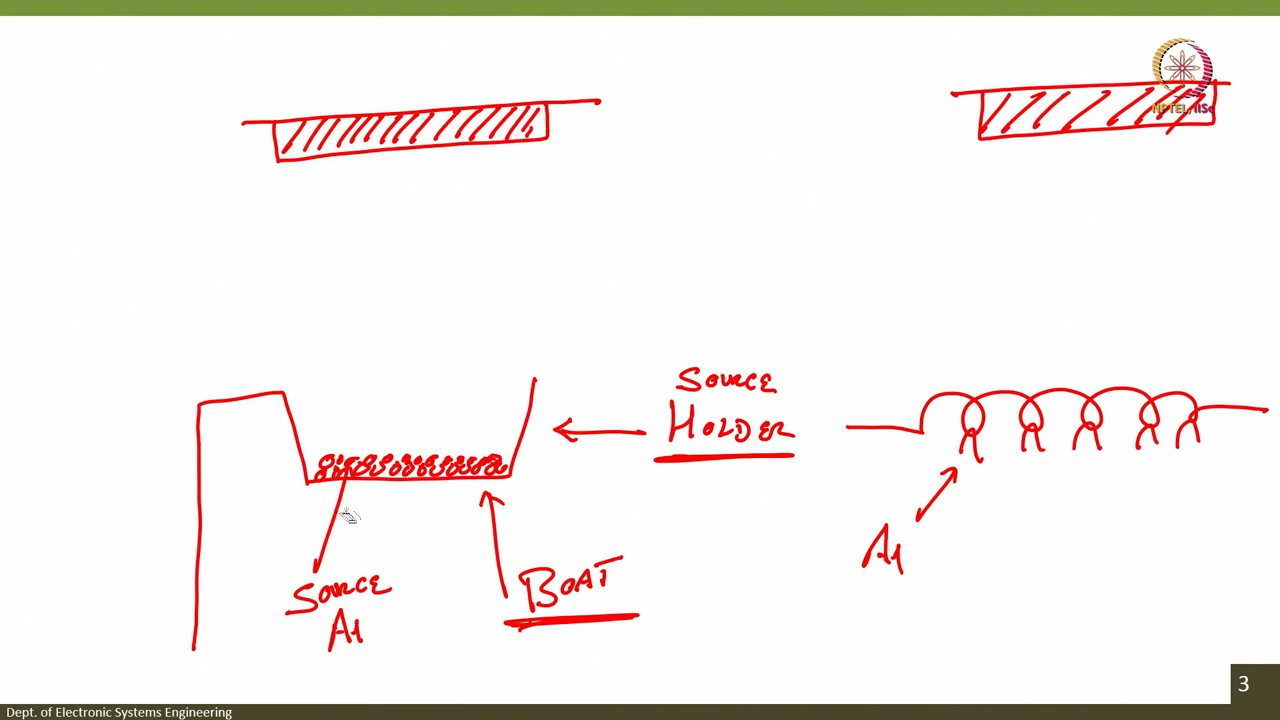 NPTEL, IISc
SOURCE
HOLDER
SOURCE
Al
BOAT
Al
3
Dept. of Electronic Systems Engineering